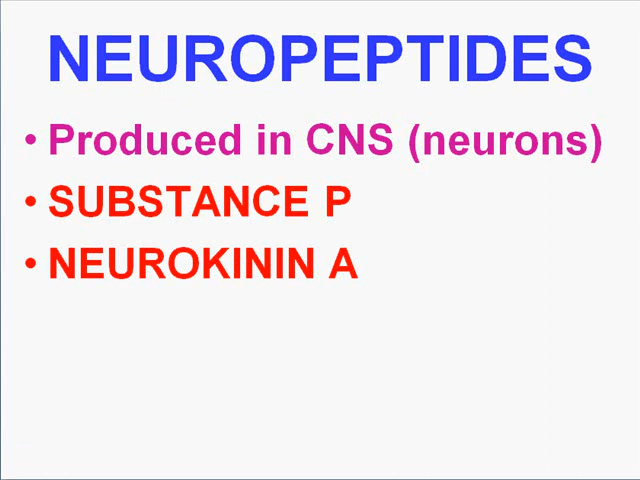 NEUROPEPTIDES
• Produced in CNS (neurons)
• SUBSTANCE P
• NEUROKININ A